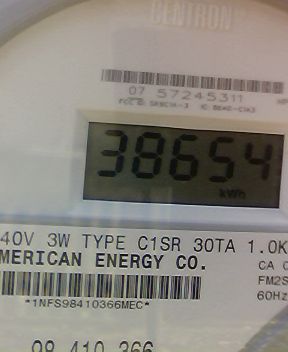 CENTRON
07 57245311
38654
kWh
40V 3W TYPE C1SR 30TA 1.0K
MERICAN ENERGY CO.
CA 0
FM2S
60Hz
*1NFS98410366MEC*
98 410 366